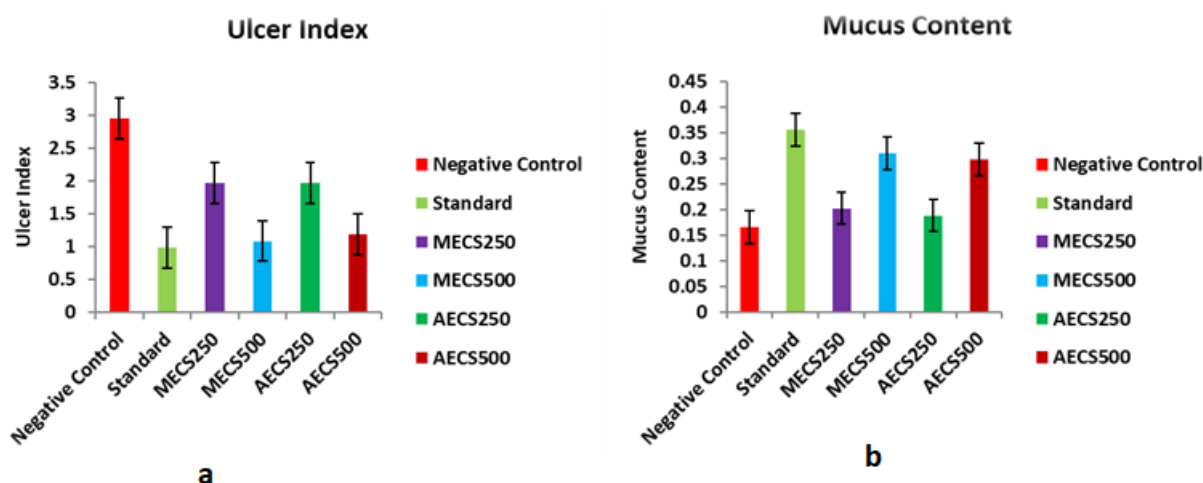 Ulcer Index
Ulcer Index
3.5
3
2.5
2
1.5
1
0.5
0
Negative Control
Standard
MECS250
MECS500
AECS250
AECS500
Negative Control
Standard
MECS250
MECS500
AECS250
AECS500
a
Mucus Content
Mucus Content
0.45
0.4
0.35
0.3
0.25
0.2
0.15
0.1
0.05
0
Negative Control
Standard
MECS250
MECS500
AECS250
AECS500
Negative Control
Standard
MECS250
MECS500
AECS250
AECS500
b